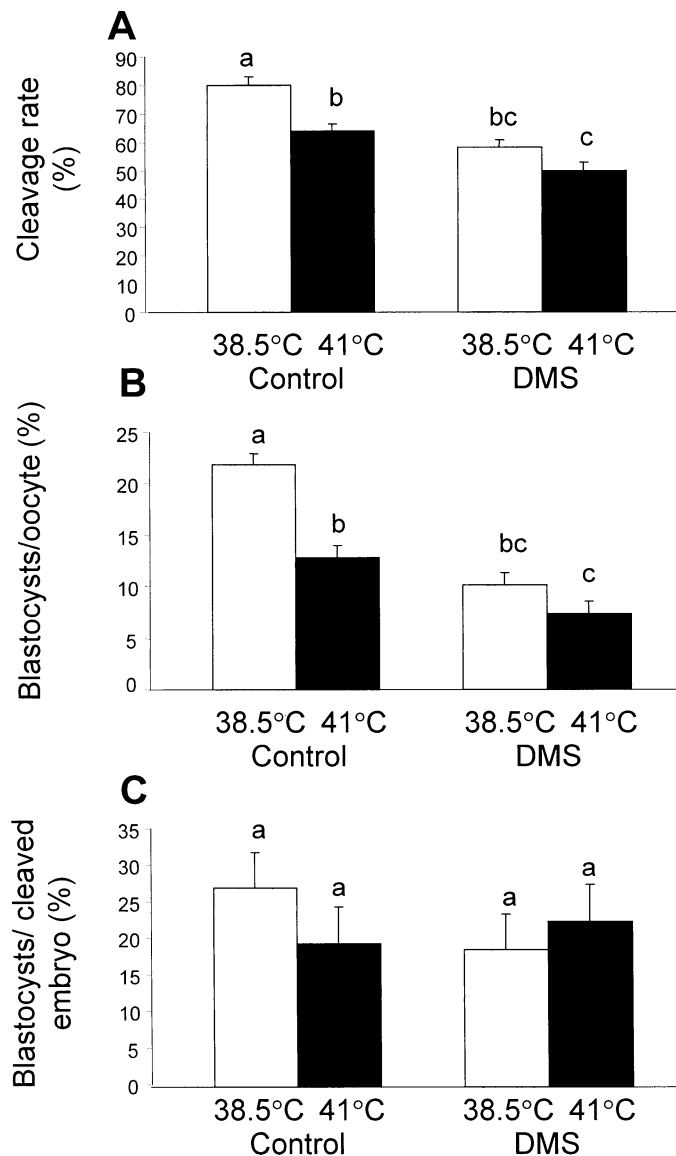 A
Cleavage rate
(%)
90
80
70
60
50
40
30
20
10
0
a
b
bc
c
38.5°C 41°C 38.5°C 41°C
Control DMS
B
Blastocysts/oocyte (%)
25
20
15
10
5
0
a
b
bc
c
38.5°C 41°C 38.5°C 41°C
Control DMS
C
Blastocysts/ cleaved
embryo (%)
35
30
25
20
15
10
5
0
a
a
a
a
38.5°C 41°C 38.5°C 41°C
Control DMS